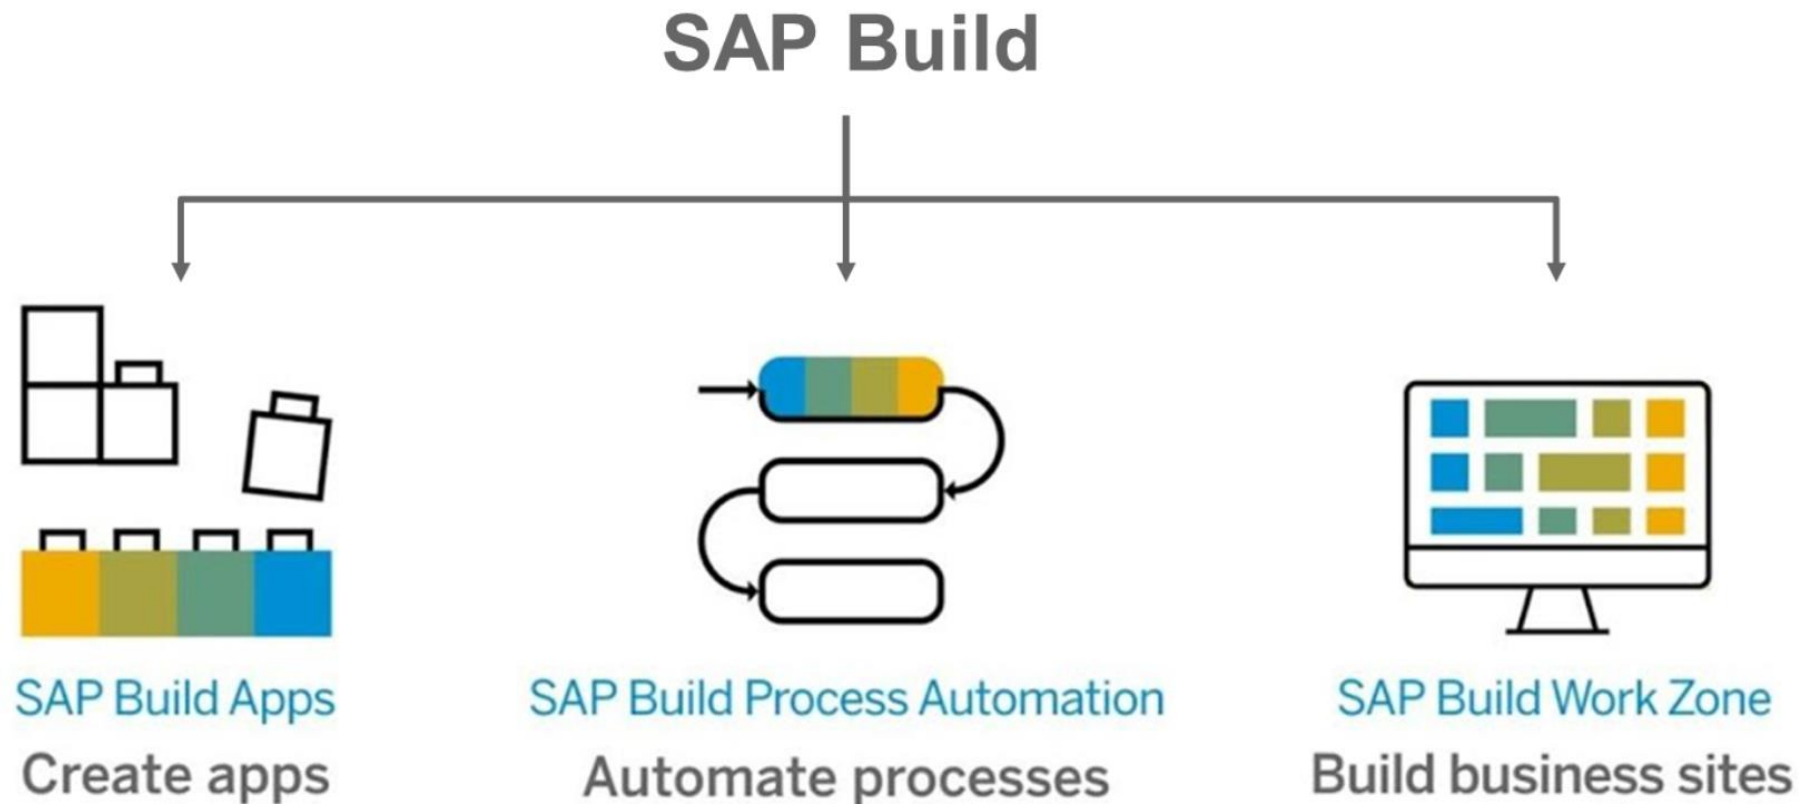 SAP Build
SAP Build Apps
Create apps
SAP Build Process Automation
Automate processes
SAP Build Work Zone
Build business sites